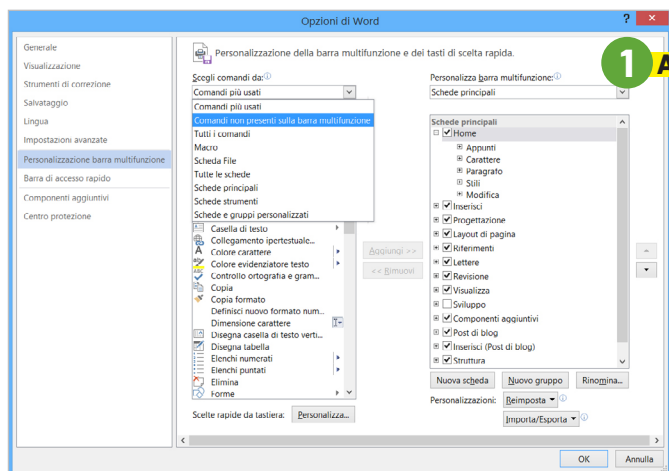 Opzioni di Word
? ×
Generale
Visualizzazione
Strumenti di correzione
Salvataggio
Lingua
Impostazioni avanzate
Personalizzazione barra multifunzione
Barra di accesso rapido
Componenti aggiuntivi
Centro protezione
Personalizzazione della barra multifunzione e dei tasti di scelta rapida.
Scegli comandi da:
Comandi più usati
Comandi più usati
Comandi non presenti sulla barra multifunzione
Tutti i comandi
Macro
Scheda File
Tutte le schede
Schede principali
Schede strumenti
Schede e gruppi personalizzati
Casella di testo
Collegamento ipertestuale...
Colore carattere
Colore evidenziatore testo
Controllo ortografia e gram...
Copia
Copia formato
Definisci nuovo formato num...
Dimensione carattere
Disegna casella di testo verti...
Disegna tabella
Elenchi numerati
Elenchi puntati
Elimina
Forme
Scelte rapide da tastiera: Personalizza...
Aggiungi >>
<< Rimuovi
Personalizza barra multifunzione:
Schede principali
Schede principali
Home
Appunti
Carattere
Paragrafo
Stili
Modifica
Inserisci
Progettazione
Layout di pagina
Riferimenti
Lettere
Revisione
Visualizza
Sviluppo
Componenti aggiuntivi
Post di blog
Inserisci (Post di blog)
Struttura
Nuova scheda Nuovo gruppo Rinomina...
Personalizzazioni: Reimposta
Importa/Esporta
OK Annulla
1 A